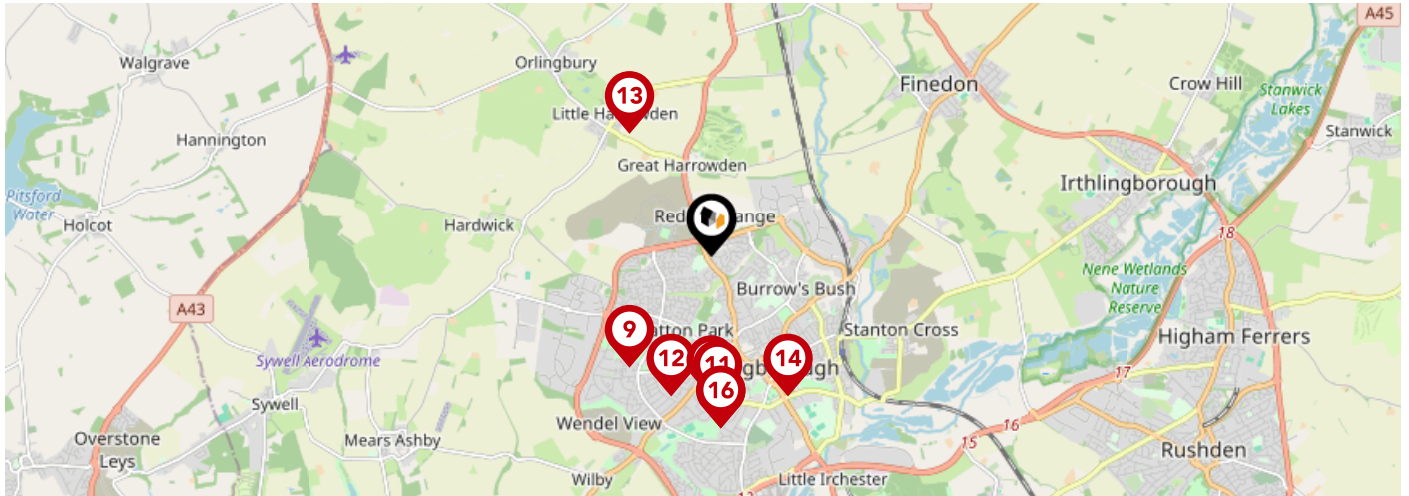 A45
Walgrave
Orlingbury
Finedon
Crow Hill
Stanwick
Lakes
13
Little
Hannington
Stanwick
Great Harrowden
Irthlingborough
Pitsford
Water
Holcot
Hardwick
18
Nene Wetlands
Nature
Reserve
Burrow's Bush
A43
9
Park
Stanton Cross
Higham Ferrers
Sywell Aerodrome
12
11
14
17
16
Sywell
Wendel View
16
15
Overstone
Leys
Mears Ashby
Rushden
Wilby
Little Irchester